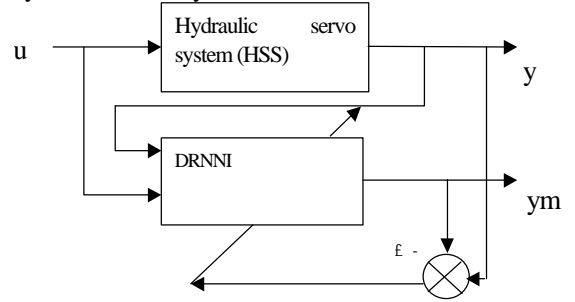 Hydraulic servo
system (HSS)
u
y
DRNNI
ym
£ -